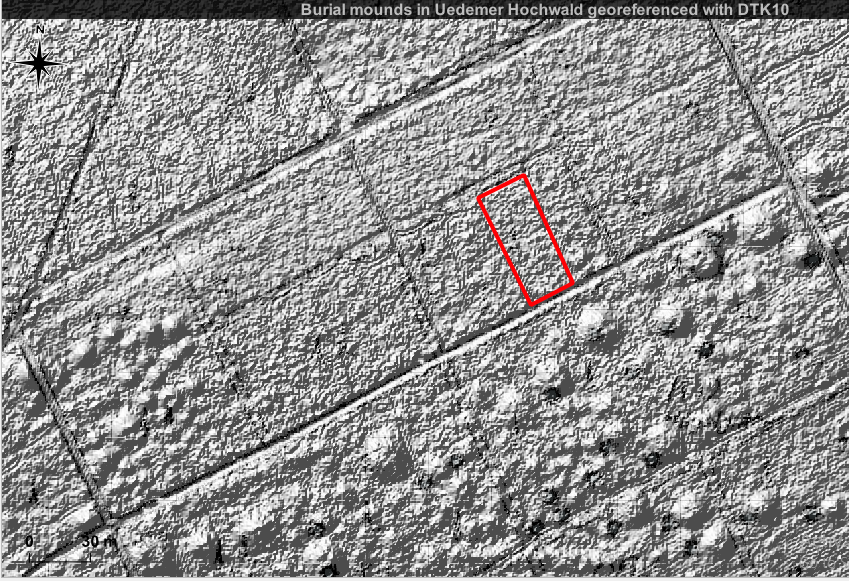 Burial mounds in Uedemer Hochwald georeferenced with DTK10
N
0 30 m